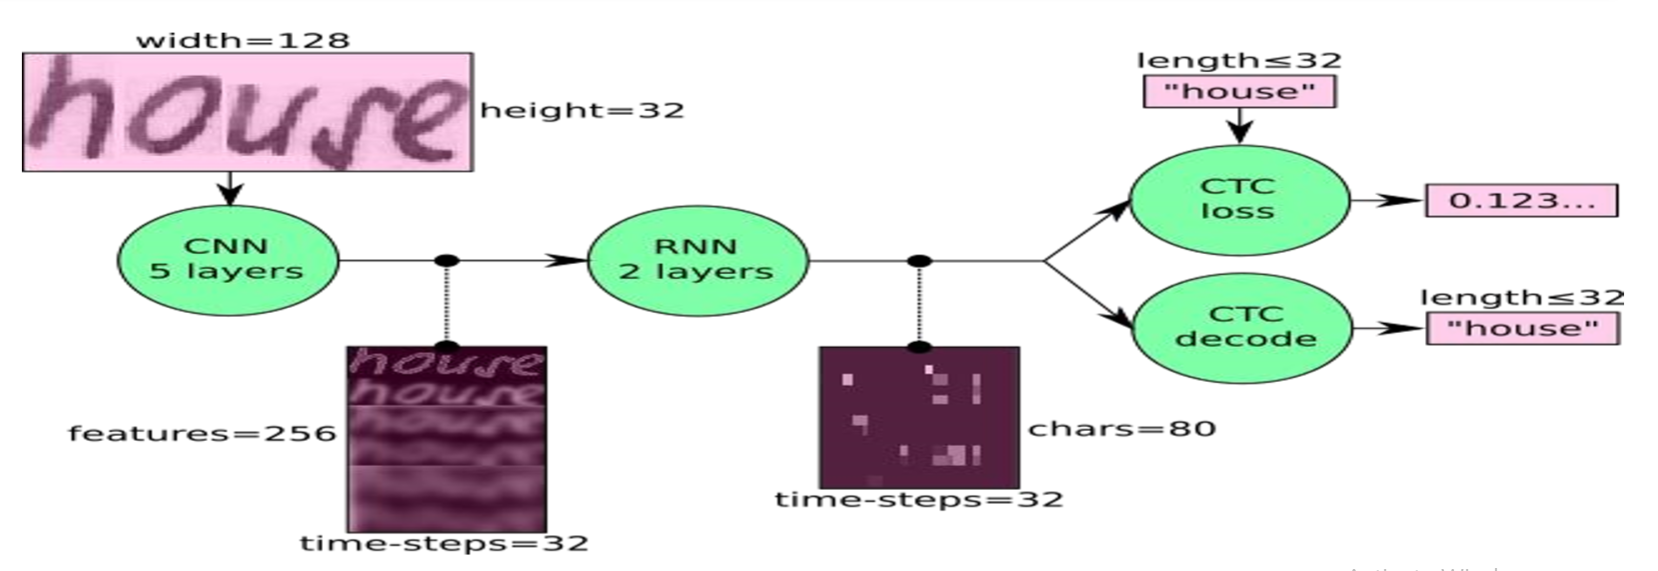 width=128
house
height=32
CNN
5 layers
RNN
2 layers
length≤32
"house"
CTC
loss
0.123...
CTC
decode
length≤32
"house"
house
house
house
features=256
time-steps=32
chars=80
time-steps=32